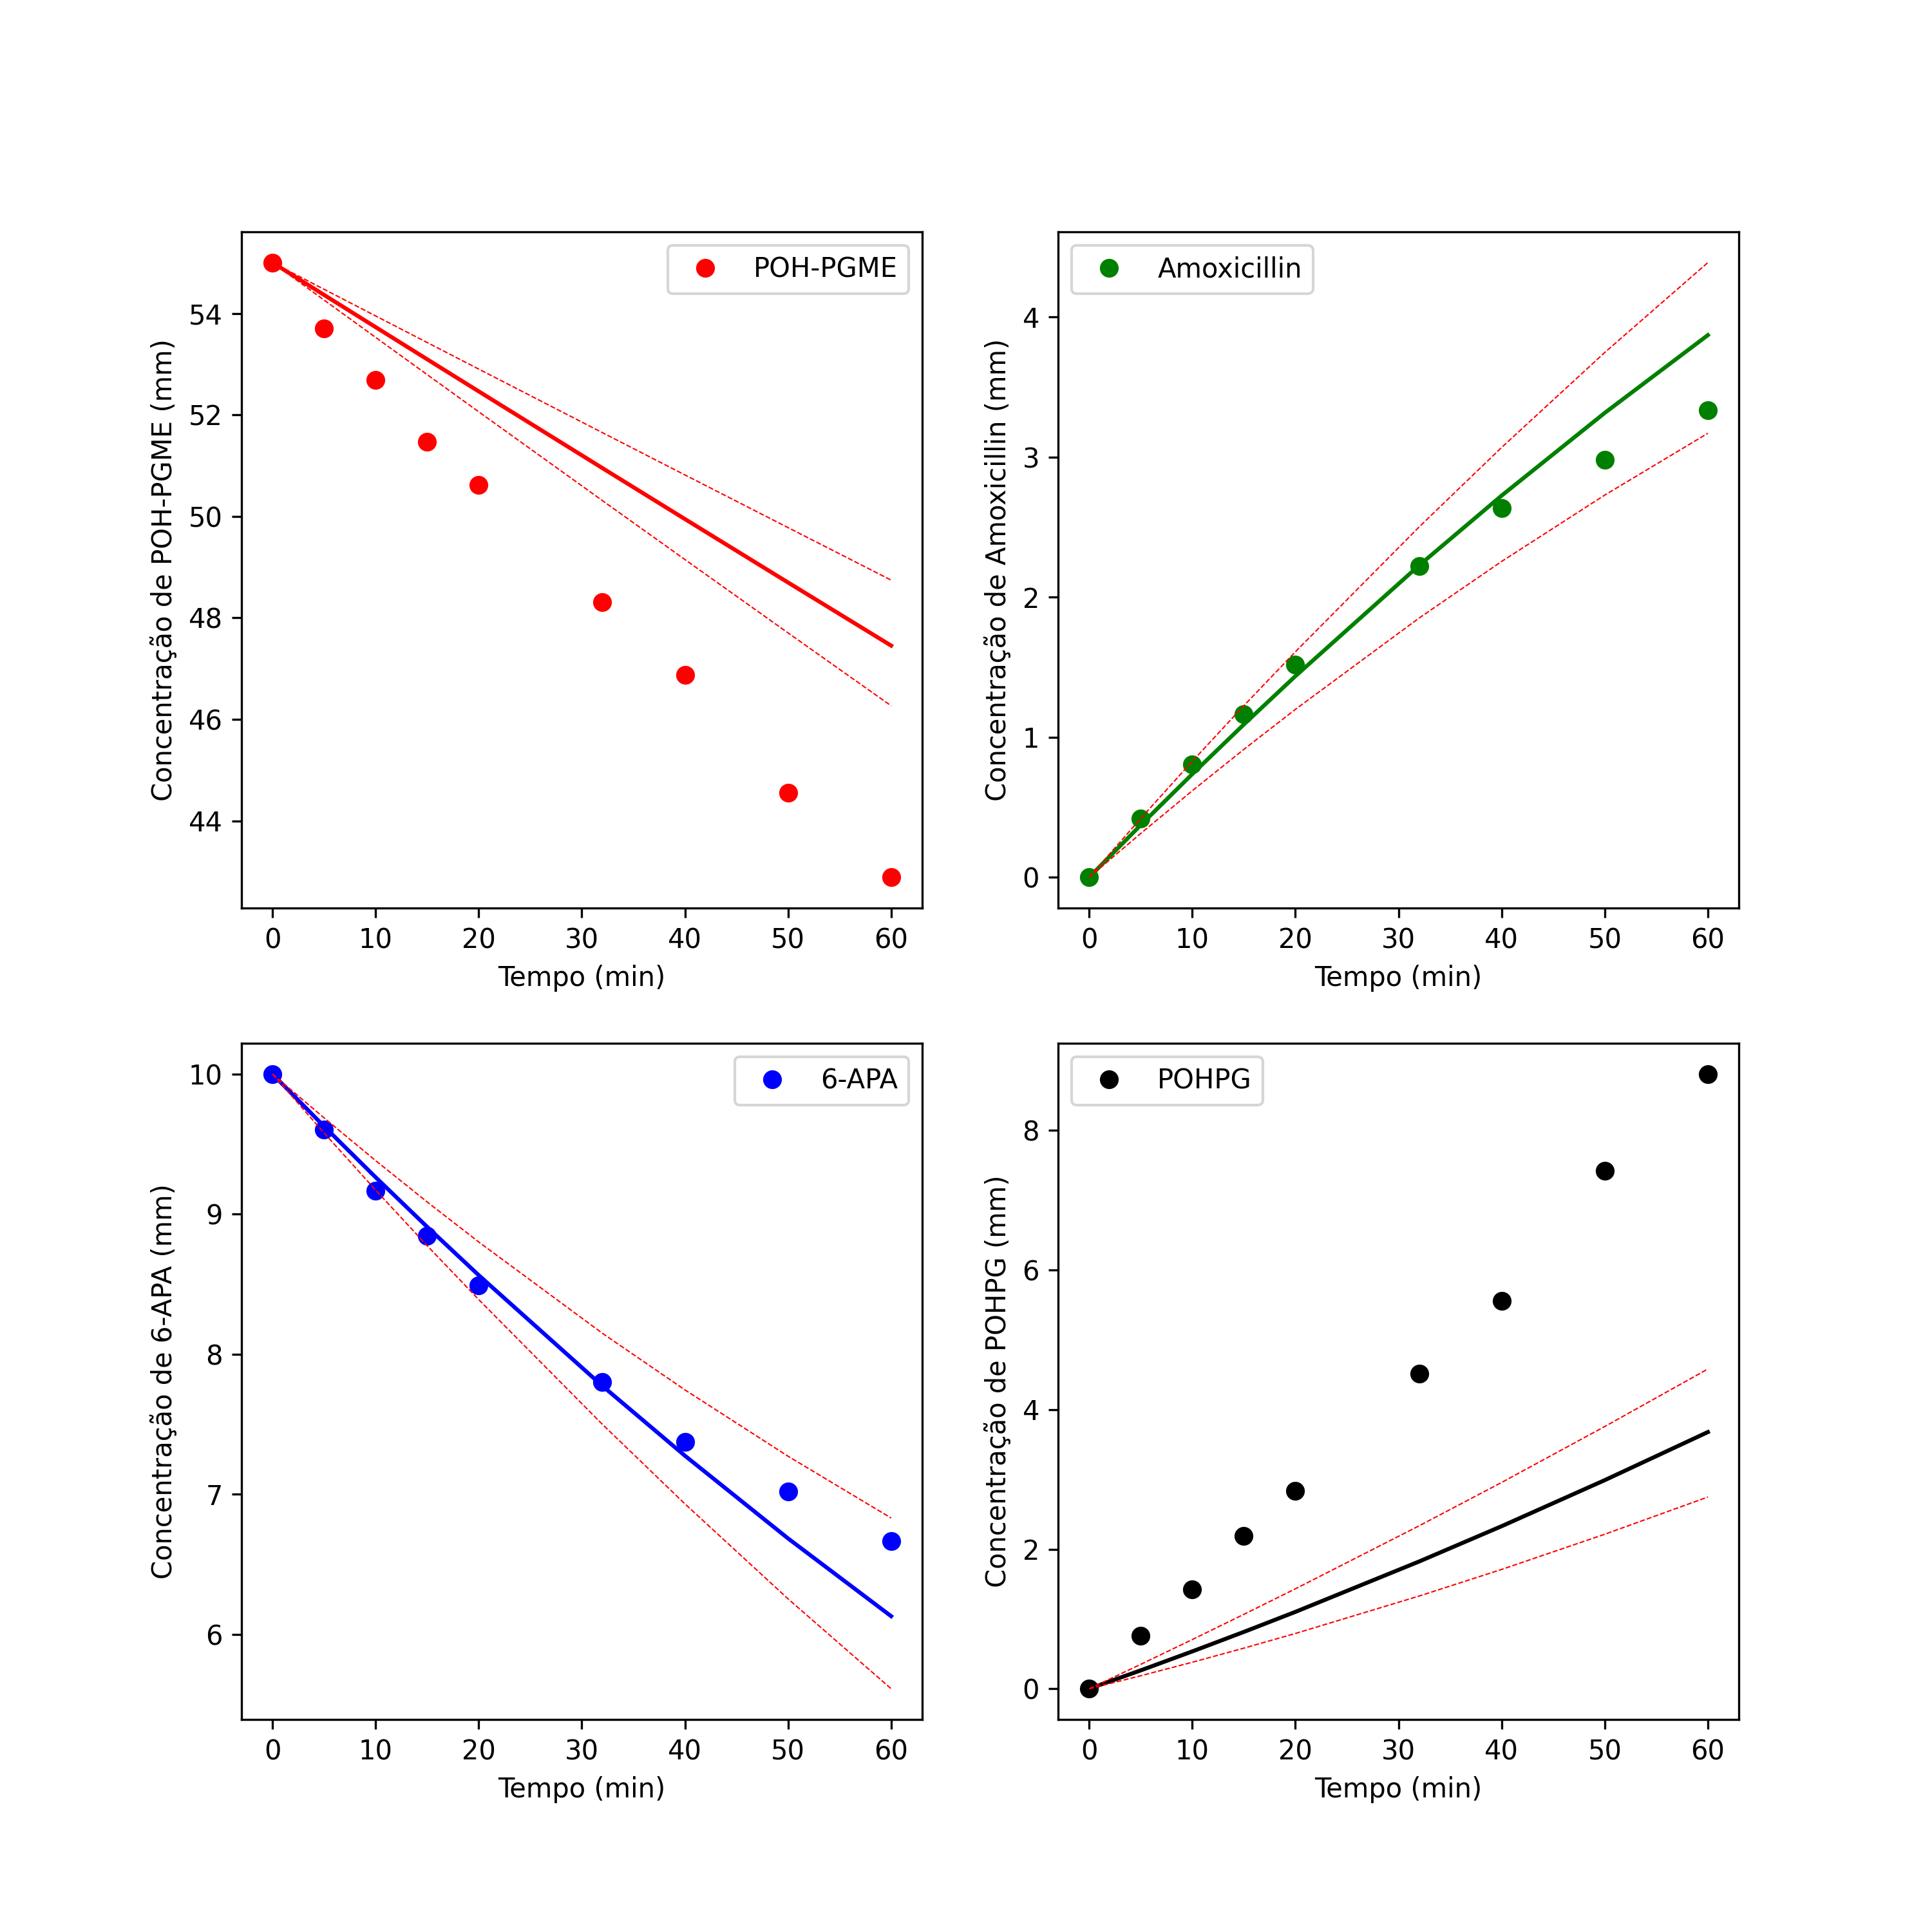 POH-PGME
Concentração de POH-PGME (mm)
54
52
50
48
46
44
0 10 20 30 40 50 60
Tempo (min)
Amoxicillin
Concentração de Amoxicillin (mm)
4
3
2
1
0
0 10 20 30 40 50 60
Tempo (min)
6-APA
Concentração de 6-APA (mm)
10
9
8
7
6
0 10 20 30 40 50 60
Tempo (min)
POHPG
Concentração de POHPG (mm)
8
6
4
2
0
0 10 20 30 40 50 60
Tempo (min)